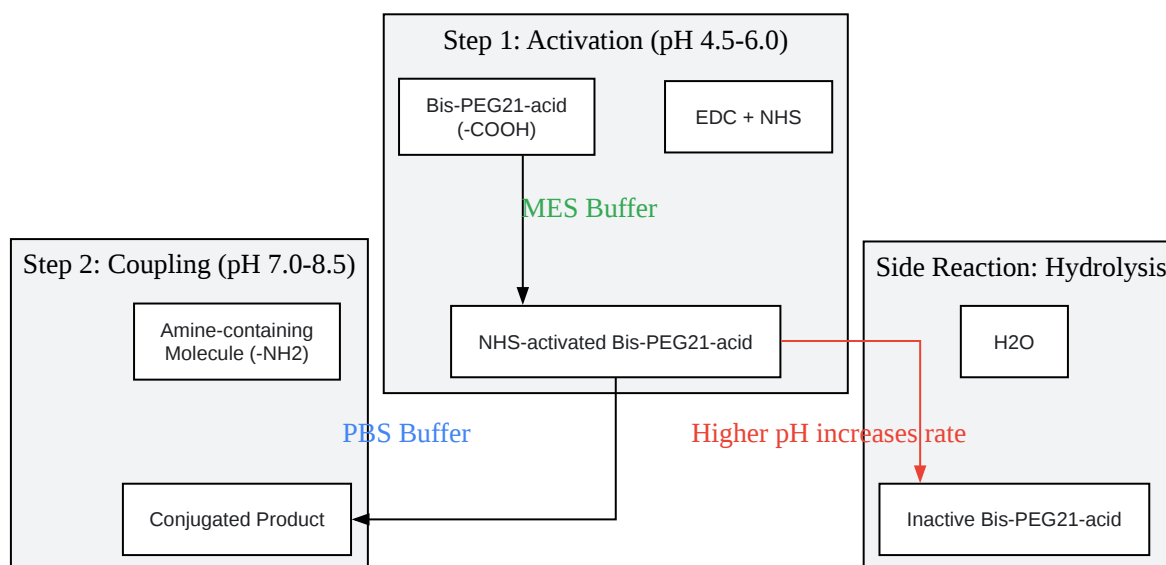 Step 1: Activation (pH 4.5-6.0)
Bis-PEG21-acid
(-COOH)
EDC + NHS
MES Buffer
NHS-activated Bis-PEG21-acid
Step 2: Coupling (pH 7.0-8.5)
Amine-containing
Molecule (-NH2)
PBS Buffer
Conjugated Product
Side Reaction: Hydrolysis
H2O
Higher pH increases rate
Inactive Bis-PEG21-acid